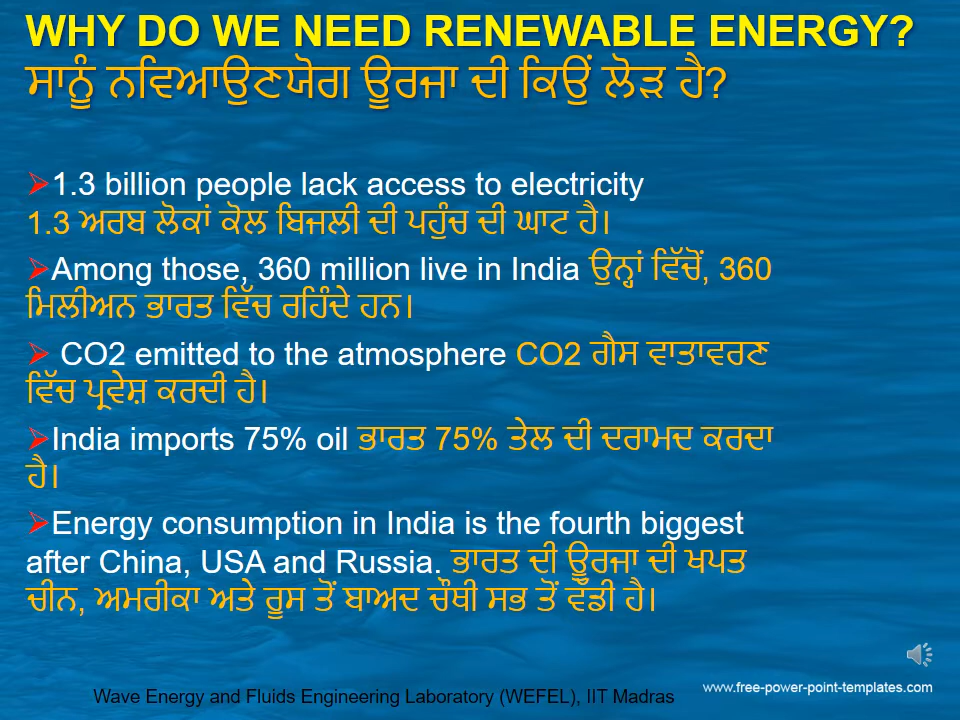 WHY DO WE NEED RENEWABLE ENERGY?
ਸਾਨੂੰ ਨਵਿਆਉਣਯੋਗ ਊਰਜਾ ਦੀ ਕਿਉਂ ਲੋੜ ਹੈ?
➢1.3 billion people lack access to electricity
1.3 ਅਰਬ ਲੋਕਾਂ ਕੋਲ ਬਿਜਲੀ ਦੀ ਪਹੁੰਚ ਦੀ ਘਾਟ ਹੈ।
➢Among those, 360 million live in India ਉਨ੍ਹਾਂ ਵਿੱਚੋਂ, 360
ਮਿਲੀਅਨ ਭਾਰਤ ਵਿੱਚ ਰਹਿੰਦੇ ਹਨ।
➢ CO2 emitted to the atmosphere CO2 ਗੈਸ ਵਾਤਾਵਰਣ
ਵਿੱਚ ਪ੍ਰਵੇਸ਼ ਕਰਦੀ ਹੈ।
➢India imports 75% oil ਭਾਰਤ 75% ਤੇਲ ਦੀ ਦਰਾਮਦ ਕਰਦਾ
ਹੈ।
➢Energy consumption in India is the fourth biggest
after China, USA and Russia. ਭਾਰਤ ਦੀ ਊਰਜਾ ਦੀ ਖਪਤ
ਚੀਨ, ਅਮਰੀਕਾ ਅਤੇ ਰੂਸ ਤੋਂ ਬਾਅਦ ਚੌਥੀ ਸਭ ਤੋਂ ਵੱਡੀ ਹੈ।
www.free-power-point-templates.com
Wave Energy and Fluids Engineering Laboratory (WEFEL), IIT Madras